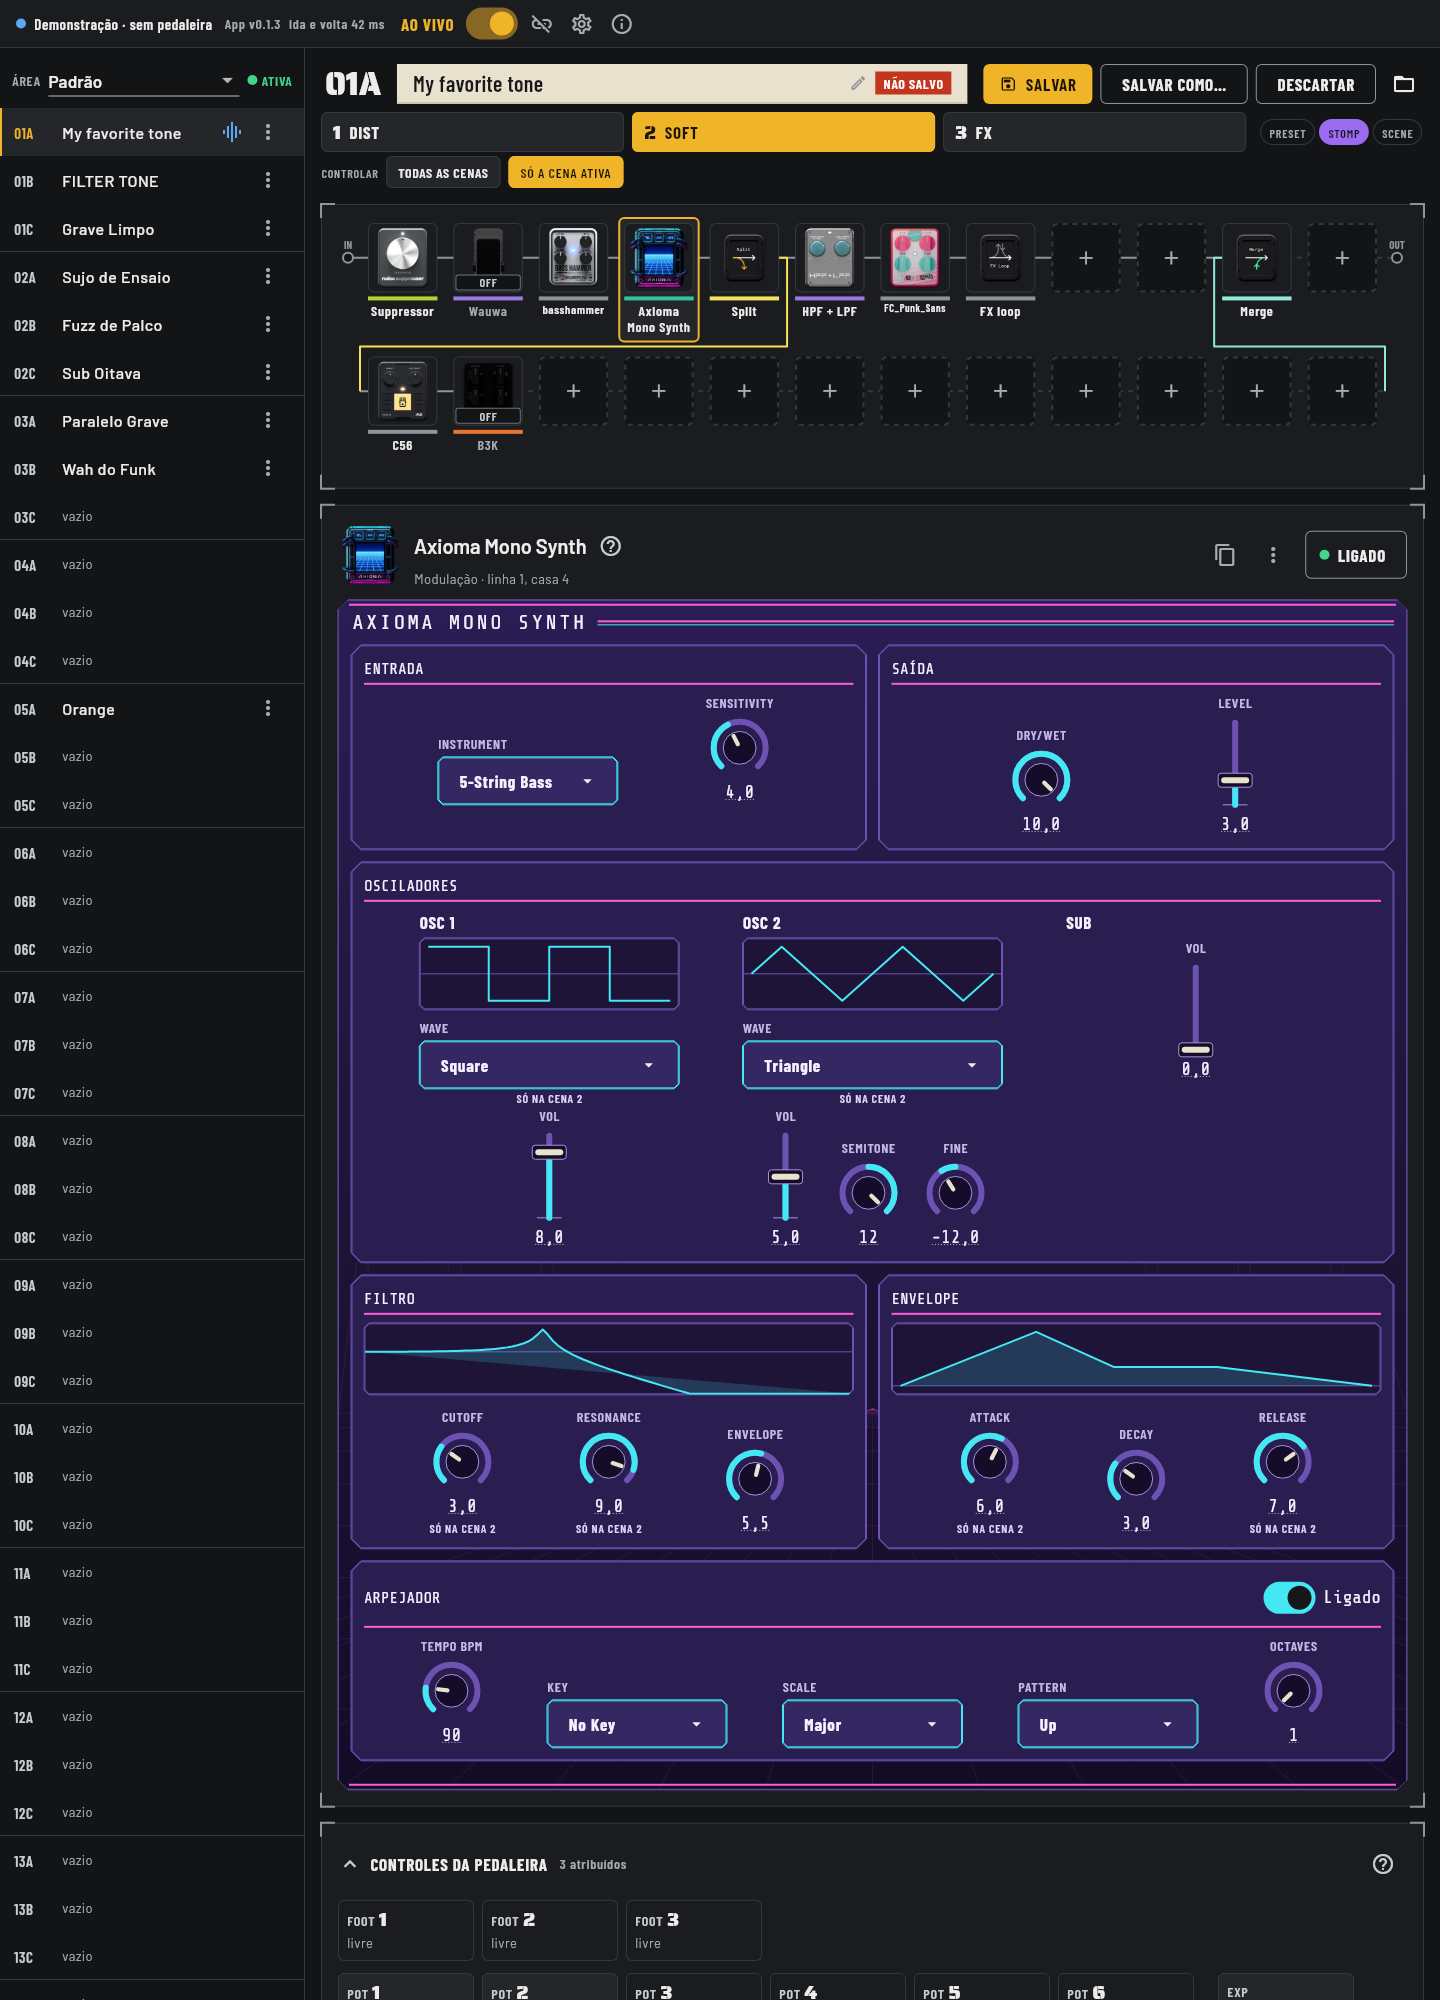 Demonstração · sem pedaleira App v0.1.3 Ida e volta 42 ms AO VIVO
ÁREA Padrão ATIVA
01A My favorite tone
01B FILTER TONE
01C Grave Limpo
02A Sujo de Ensaio
02B Fuzz de Palco
02C Sub Oitava
03A Paralelo Grave
03B Wah do Funk
03C vazio
04A vazio
04B vazio
04C vazio
05A Orange
05B vazio
05C vazio
06A vazio
06B vazio
06C vazio
07A vazio
07B vazio
07C vazio
08A vazio
08B vazio
08C vazio
09A vazio
09B vazio
09C vazio
10A vazio
10B vazio
10C vazio
11A vazio
11B vazio
11C vazio
12A vazio
12B vazio
12C vazio
13A vazio
13B vazio
13C vazio
01A My favorite tone NÃO SALVO SALVAR SALVAR COMO... DESCARTAR
1 DIST 2 SOFT 3 FX PRESET STOMP SCENE
CONTROLAR TODAS AS CENAS SÓ A CENA ATIVA
IN OUT
OFF
Suppressor Wauwa basshammer Axioma Mono Synth Split HPF + LPF FC_Punk_Sans FX loop Merge
OFF
C56 B3K
Axioma Mono Synth
Modulação · linha 1, casa 4
LIGADO
AXIOMA MONO SYNTH
ENTRADA
INSTRUMENT
5-String Bass
SENSITIVITY
4,0
SAÍDA
DRY/WET
10,0
LEVEL
3,0
OSCILADORES
OSC 1
WAVE
Square
SÓ NA CENA 2
VOL
8,0
OSC 2
WAVE
Triangle
SÓ NA CENA 2
VOL SEMITONE FINE
5,0 12 -12,0
SUB
VOL
0,0
FILTRO
CUTOFF RESONANCE ENVELOPE
3,0 9,0 5,5
SÓ NA CENA 2 SÓ NA CENA 2
ENVELOPE
ATTACK DECAY RELEASE
6,0 3,0 7,0
SÓ NA CENA 2 SÓ NA CENA 2
ARPEJADOR Ligado
TEMPO BPM
90
KEY
No Key
SCALE
Major
PATTERN
Up
OCTAVES
1
CONTROLES DA PEDALEIRA 3 atribuídos
FOOT 1 FOOT 2 FOOT 3
livre livre livre
POT 1 POT 2 POT 3 POT 4 POT 5 POT 6 EXP